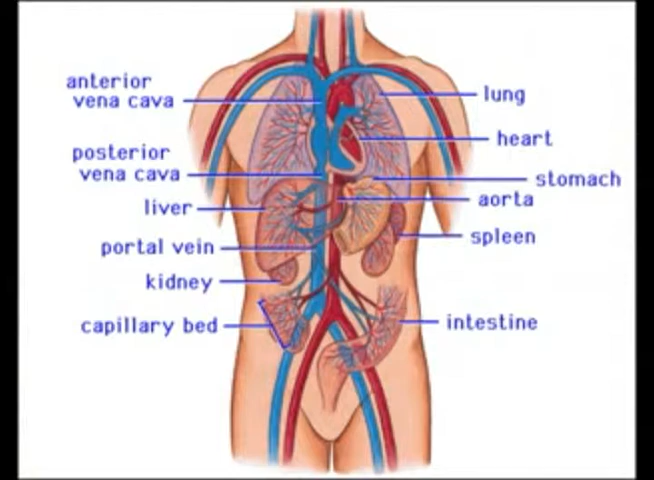 anterior
vena cava
posterior
vena cava
liver
portal vein
kidney
capillary bed
lung
heart
stomach
aorta
spleen
intestine